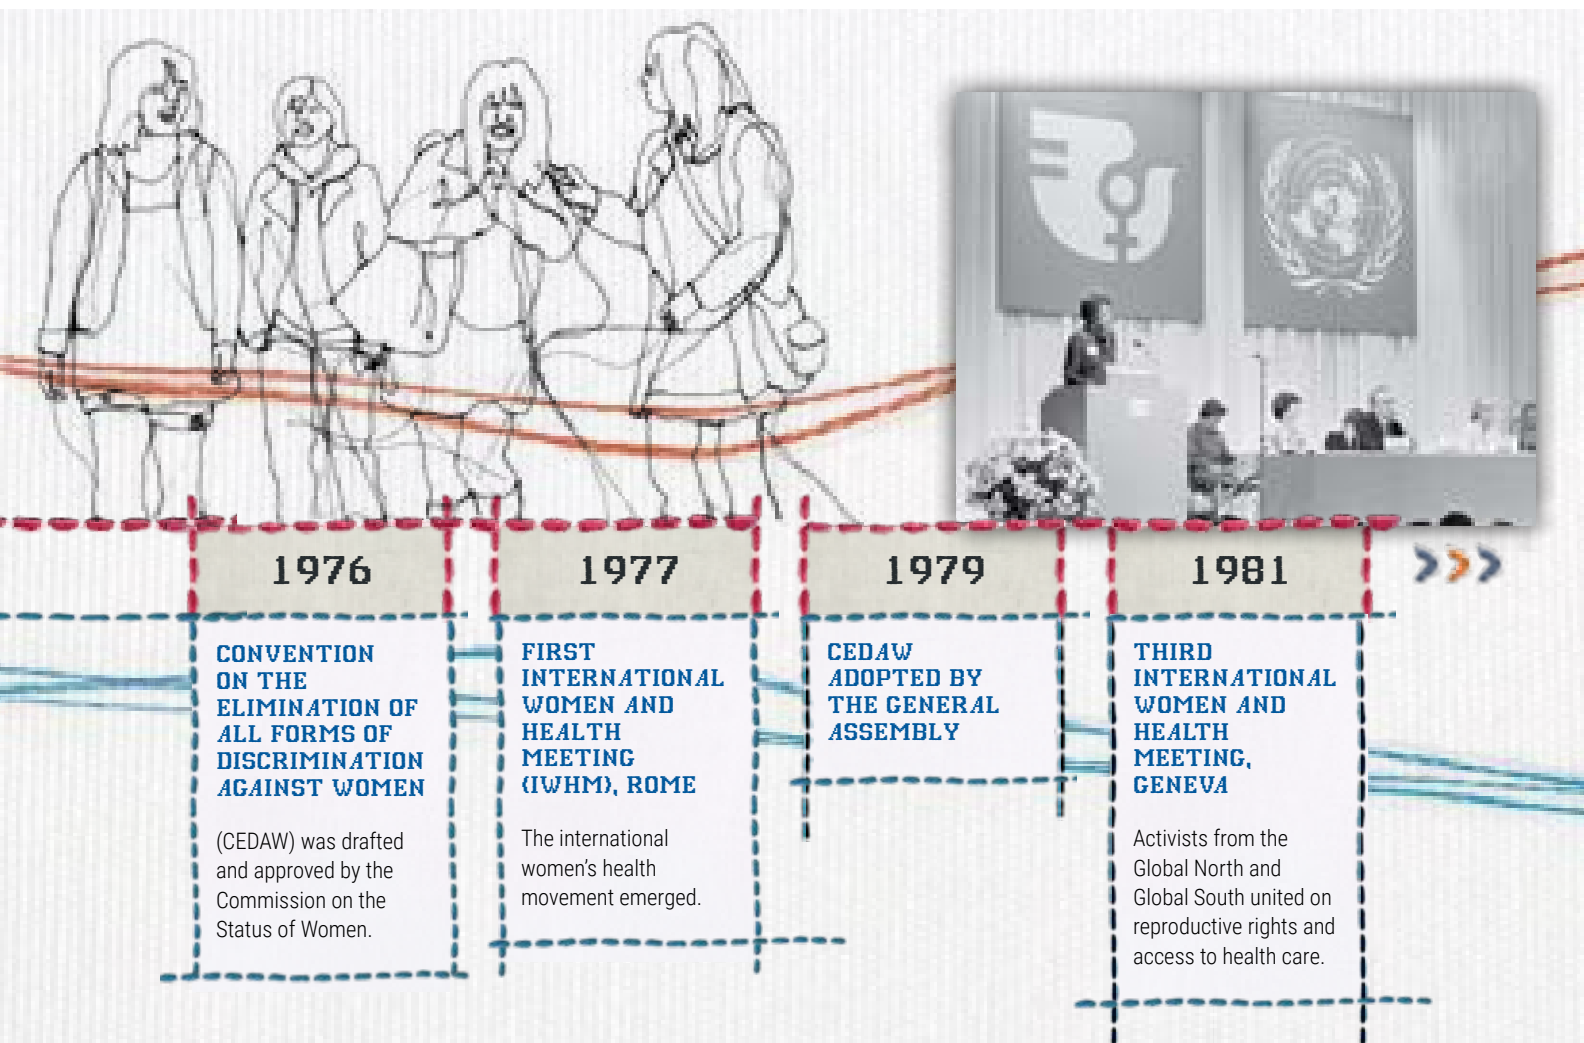 1976
CONVENTION
ON THE
ELIMINATION OF
ALL FORMS OF
DISCRIMINATION
AGAINST WOMEN
(CEDAW) was drafted
and approved by the
Commission on the
Status of Women.
1977
FIRST
INTERNATIONAL
WOMEN AND
HEALTH
MEETING
(IWHM), ROME
The international
women's health
movement emerged.
1979
CEDAW
ADOPTED BY
THE GENERAL
ASSEMBLY
1981
THIRD
INTERNATIONAL
WOMEN AND
HEALTH
MEETING,
GENEVA
Activists from the
Global North and
Global South united on
reproductive rights and
access to health care.